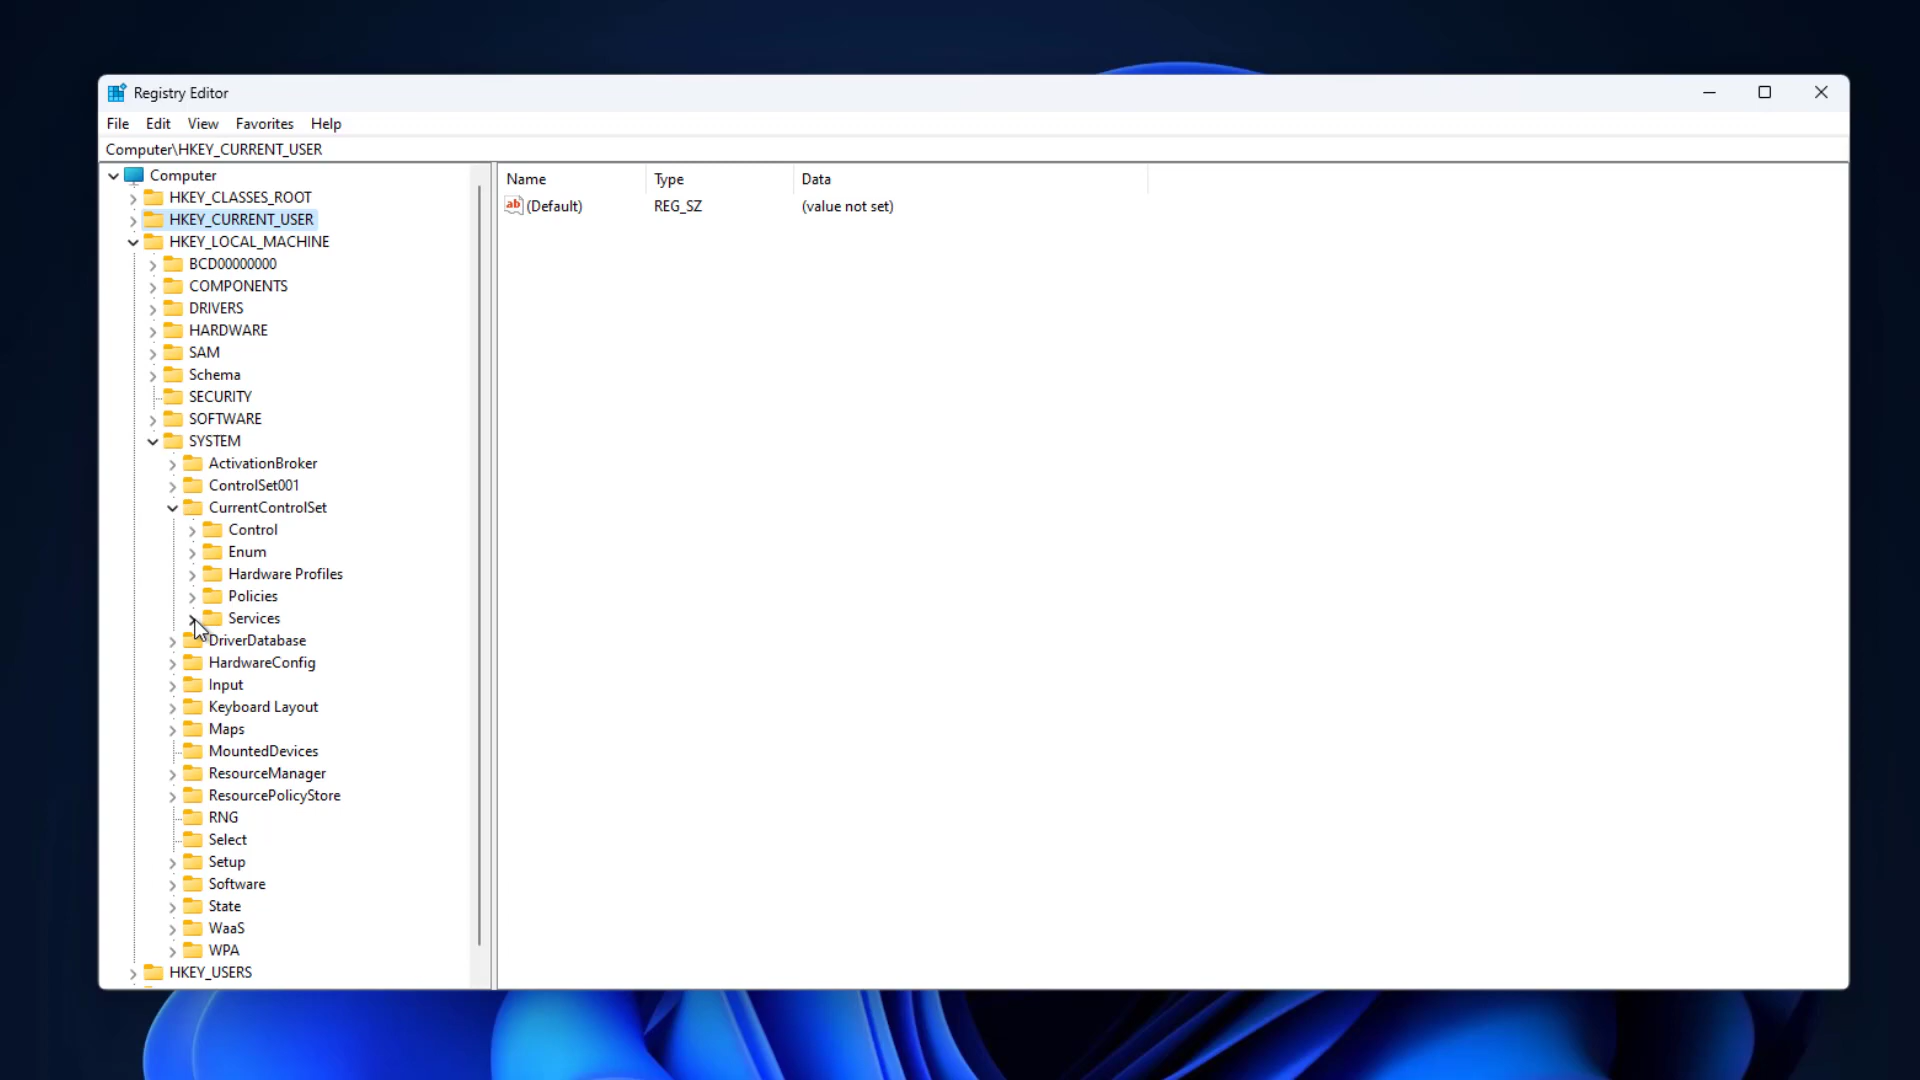 Registry Editor
File Edit View Favorites Help
Computer\HKEY_CURRENT_USER
Computer
HKEY_CLASSES_ROOT
HKEY_CURRENT_USER
HKEY_LOCAL_MACHINE
BCD00000000
COMPONENTS
DRIVERS
HARDWARE
SAM
Schema
SECURITY
SOFTWARE
SYSTEM
ActivationBroker
ControlSet001
CurrentControlSet
Control
Enum
Hardware Profiles
Policies
Services
DriverDatabase
HardwareConfig
Input
Keyboard Layout
Maps
MountedDevices
ResourceManager
ResourcePolicyStore
RNG
Select
Setup
Software
State
WaaS
WPA
HKEY_USERS
Name Type Data
ab (Default) REG_SZ (value not set)